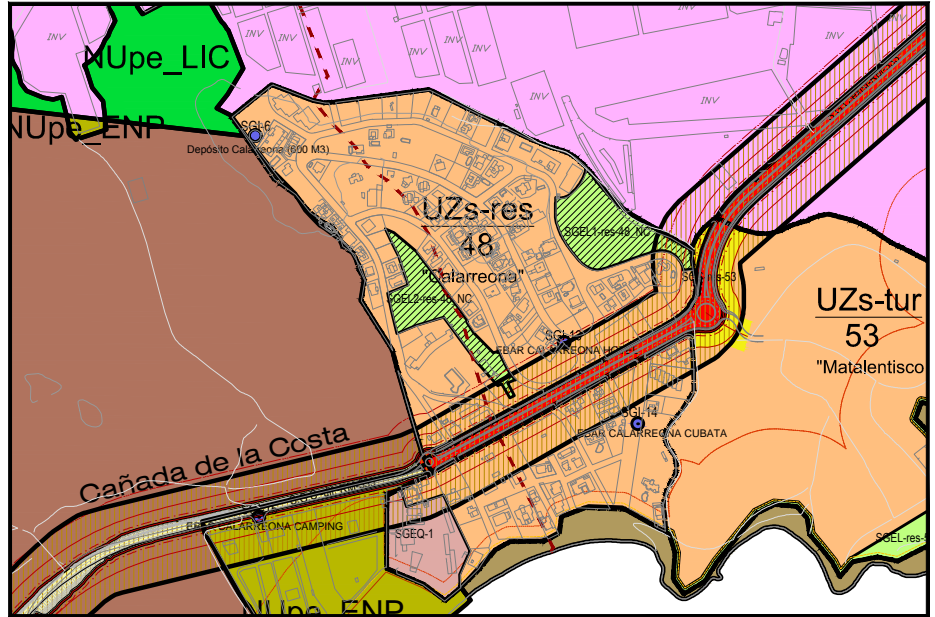 INV
INV
INV
INV
INV
INV
INV
INV
NUpe_LIC
NUpe_ENP
SGI-6
Depósito Calarreona (600 M3)
UZs-res
48
"Calarreona"
SGEL1-res-48_NC
SGEL2-res-48_NC
UZs-tur
53
"Matalentisco
SGI-13
EBAR CALARREONA
SGI-14
EBAR CALARREONA CUBATA
Cañada de la Costa
EBAR CALARREONA CAMPING
SGEQ-1
SGEL-res-
NUpe_ENP